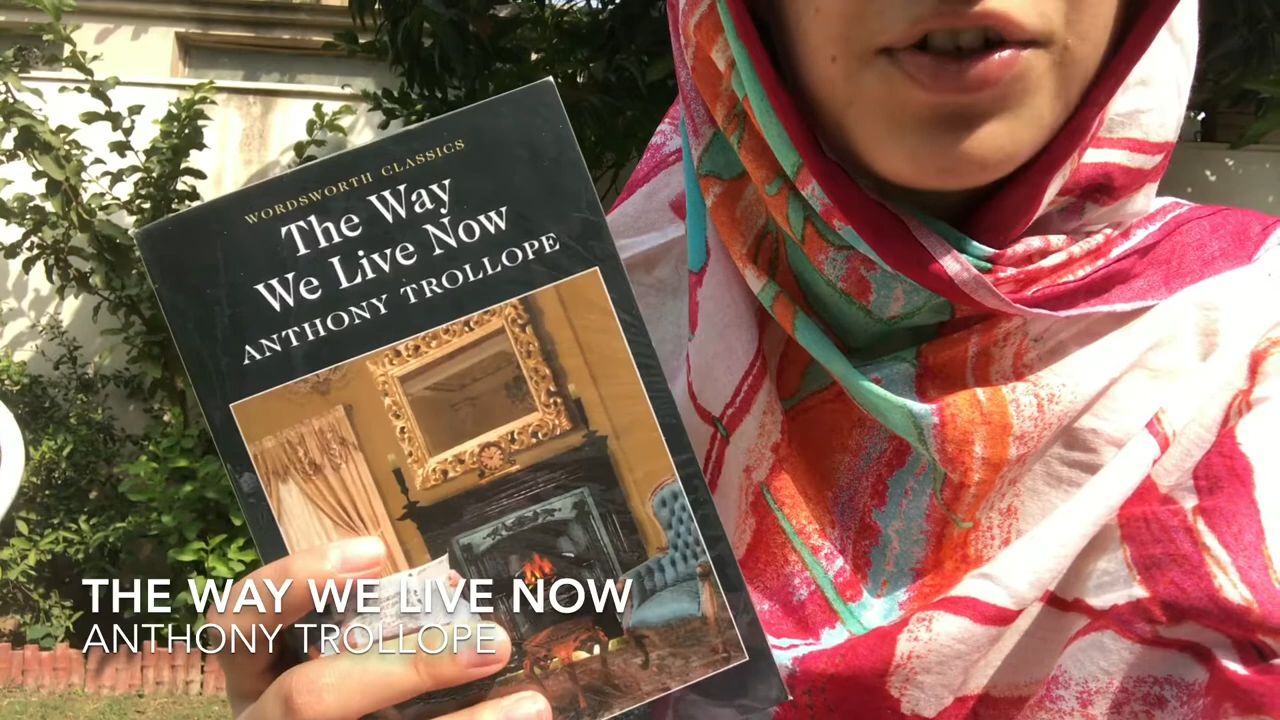 WORDSWORTH CLASSICS
The Way
We Live Now
ANTHONY TROLLOPE
THE WAY WE LIVE NOW
ANTHONY TROLLOPE